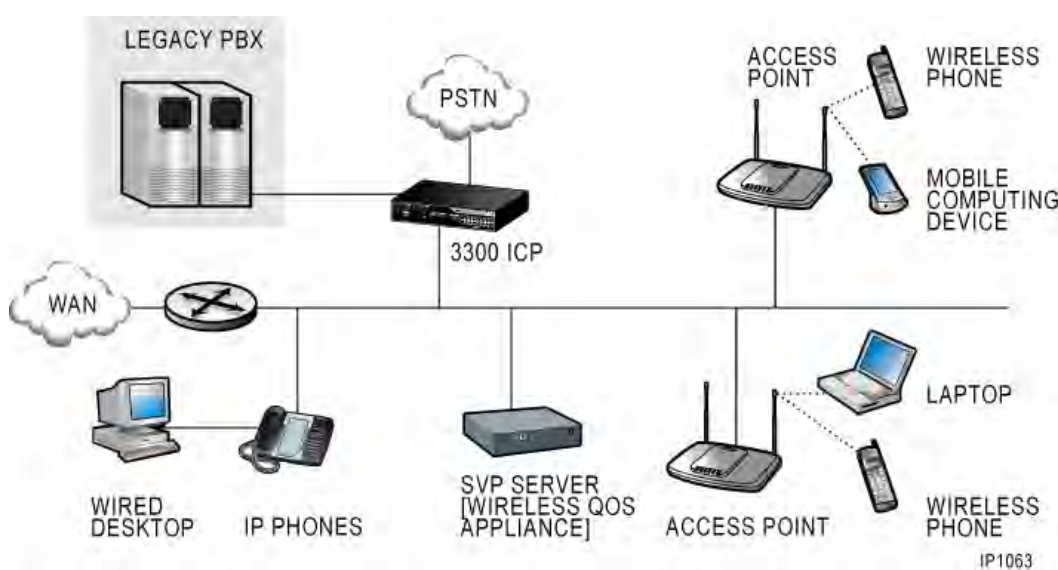 LEGACY PBX
PSTN
ACCESS
POINT
WIRELESS
PHONE
MOBILE
COMPUTING
DEVICE
3300 ICP
WAN
LAPTOP
WIRED
DESKTOP
IP PHONES
SVP SERVER
[WIRELESS QOS
APPLIANCE]
ACCESS POINT
WIRELESS
PHONE
IP1063